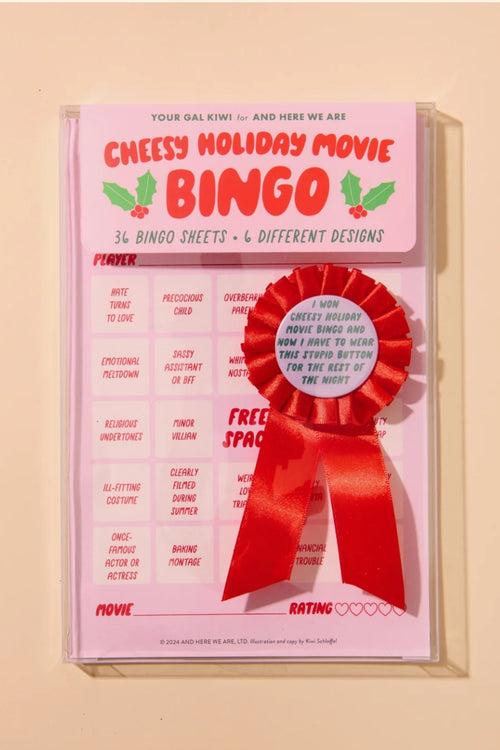 YOUR GAL KIWI for AND HERE WE ARE
CHEESY HOLIDAY MOVIE
BINGO
36 BINGO SHEETS • 6 DIFFERENT DESIGNS
PLAYER
HATE
TURNS
TO LOVE
PRECOCIOUS
CHILD
I WON
CHEESY HOLIDAY
MOVIE BINGO AND
NOW I HAVE TO WEAR
THIS STUPID BUTTON
FOR THE REST OF
THE NIGHT
EMOTIONAL
MELTDOWN
SASSY
ASSISTANT
OR BFF
RELIGIOUS
UNDERTONES
MINOR
VILLIAN
FREE
ILL-FITTING
COSTUME
CLEARLY
FILMED
DURING
SUMMER
ONCE-
FAMOUS
ACTOR OR
ACTRESS
BAKING
MONTAGE
TROUBLE
MOVIE
RATING
© 2024 AND HERE WE ARE, LTD. Illustration and copy by Kiwi Schloffel